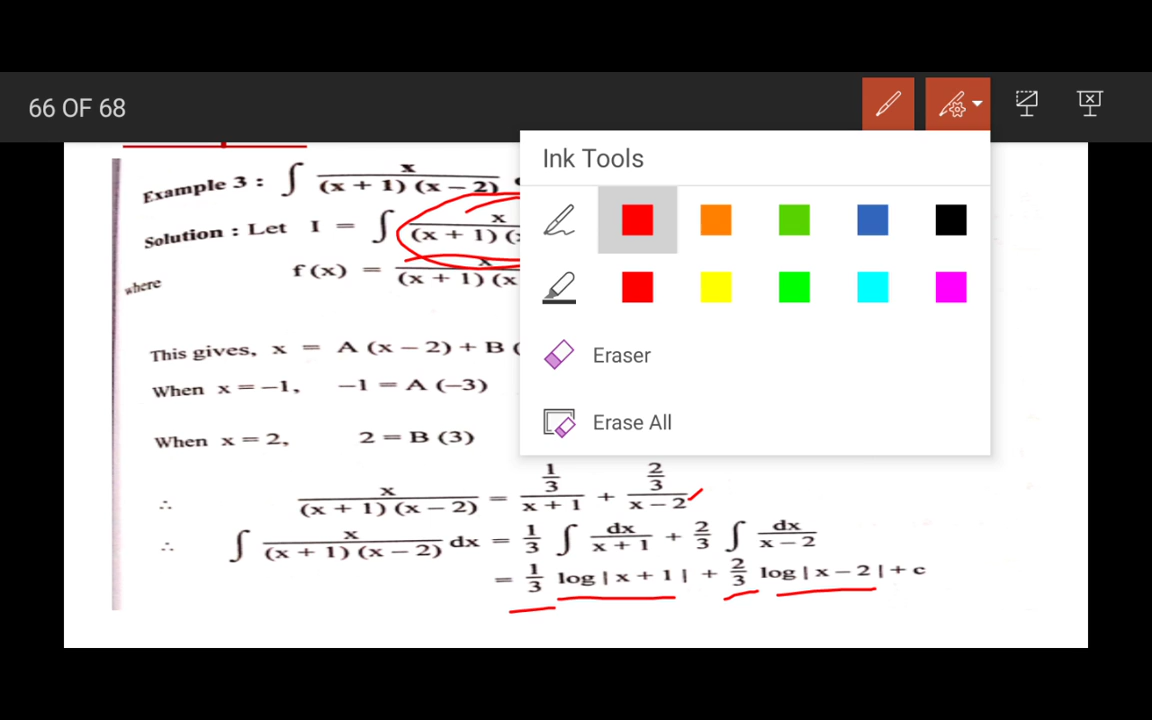 66 OF 68
Ink Tools
Eraser
Erase All
Example 3 : ∫ x / (x + 1) (x – 2)
Solution : Let I = ∫ x / (x + 1) (
where f (x) = x / (x + 1) (x
This gives, x = A (x – 2) + B (
When x = –1, –1 = A (–3)
When x = 2, 2 = B (3)
∴ x / (x + 1) (x – 2) = 1/3 / x + 1 + 2/3 / x – 2
∴ ∫ x / (x + 1) (x – 2) dx = 1/3 ∫ dx / x + 1 + 2/3 ∫ dx / x – 2
= 1/3 log | x + 1 | + 2/3 log | x – 2 | + c